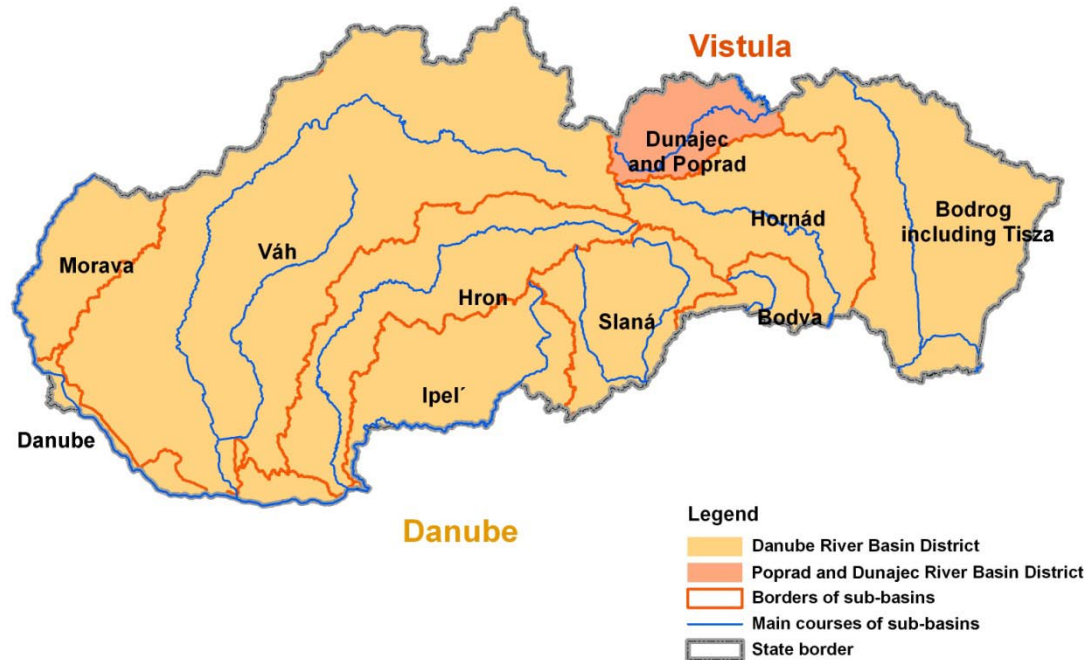 Vistula
Dunajec
and Poprad
Hornád
Bodrog
including Tisza
Morava
Váh
Hron
Slaná
Bodva
Ipel´
Danube
Danube
Legend
Danube River Basin District
Poprad and Dunajec River Basin District
Borders of sub-basins
Main courses of sub-basins
State border